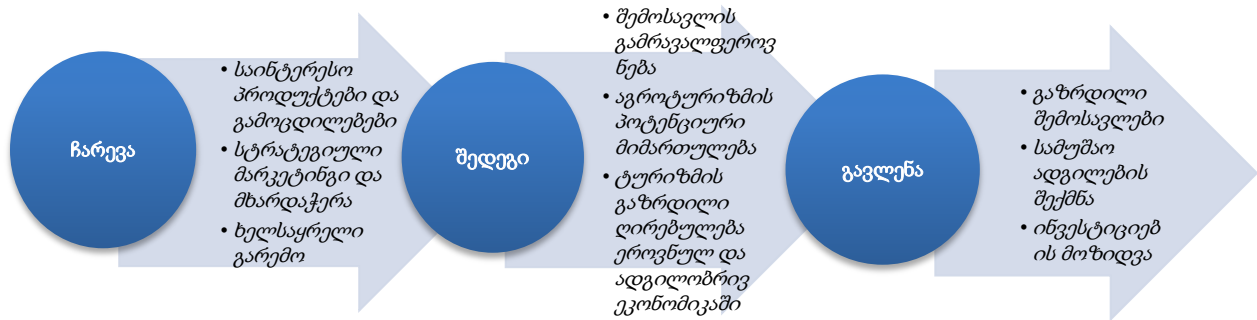 ჩარევა
• საინტერესო
პროდუქტები და
გამოცდილებები
• სტრატეგიული
მარკეტინგი და
მხარდაჭერა
• ხელსაყრელი
გარემო
შედეგი
• შემოსავლის
გამრავალფეროვ
ნება
• აგროტურიზმის
პოტენციური
მიმართულება
• ტურიზმის
გაზრდილი
ღირებულება
ეროვნულ და
ადგილობრივ
ეკონომიკაში
გავლენა
• გაზრდილი
შემოსავლები
• სამუშაო
ადგილების
შექმნა
• ინვესტიციებ
ის მოზიდვა